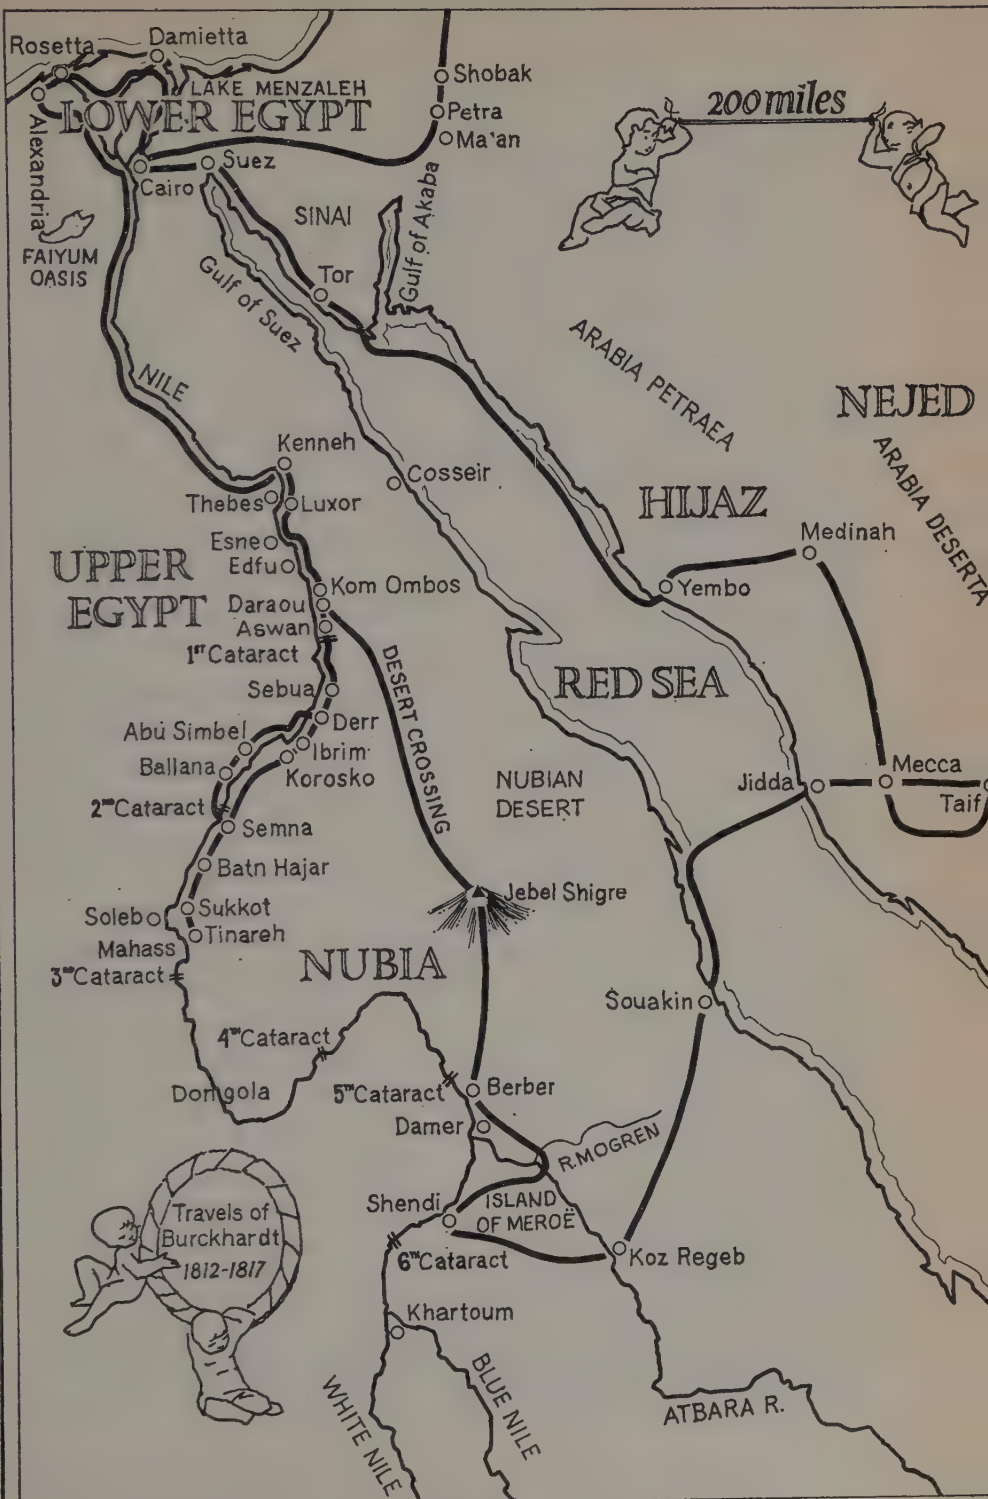 Rosetta
Damietta
LAKE MENZALEH
LOWER EGYPT
Alexandria
Cairo
Suez
Shobak
Petra
Ma'an
200 miles
FAIYUM
OASIS
SINAI
Tor
Gulf of Suez
Gulf of Akaba
ARABIA PETRAEA
NEJED
ARABIA DESERTA
NILE
Kenneh
Cosseir
Thebes
Luxor
HIJAZ
Medinah
Esne
Edfu
UPPER
EGYPT
Kom Ombos
Daraou
Aswan
1ST Cataract
Yembo
DESERT CROSSING
RED SEA
Sebua
Derr
Abu Simbel
Ibrim
Ballana
Korosko
NUBIAN
DESERT
Jidda
Mecca
Taif
2ND Cataract
Semna
Batn Hajar
Jebel Shigre
Soleb
Sukkot
Tinareh
Mahass
3RD Cataract
NUBIA
Souakin
4TH Cataract
Dongola
5TH Cataract
Berber
Damer
R. MOGREN
Shendi
ISLAND
OF MEROË
Travels of
Burckhardt
1812-1817
6TH Cataract
Koz Regeb
Khartoum
WHITE NILE
BLUE NILE
ATBARA R.